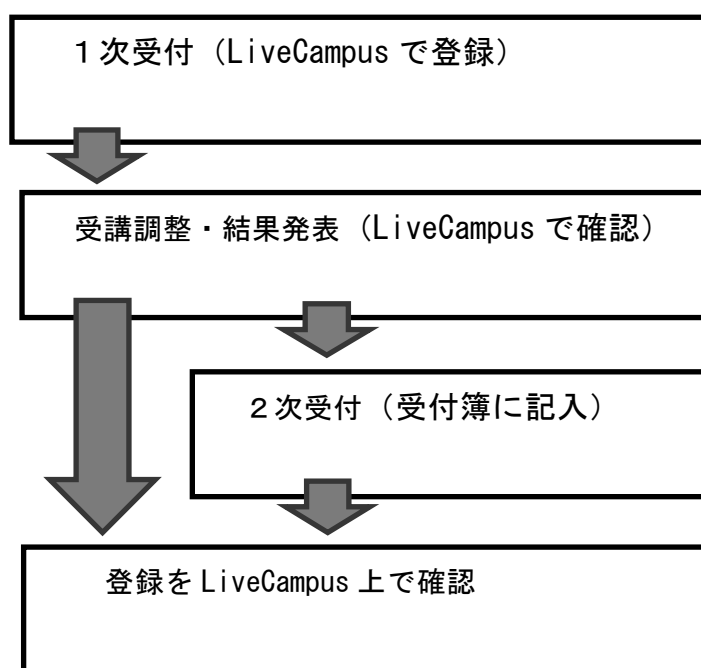 １次受付（LiveCampus で登録）
受講調整・結果発表（LiveCampus で確認）
２次受付（受付簿に記入）
登録を LiveCampus 上で確認